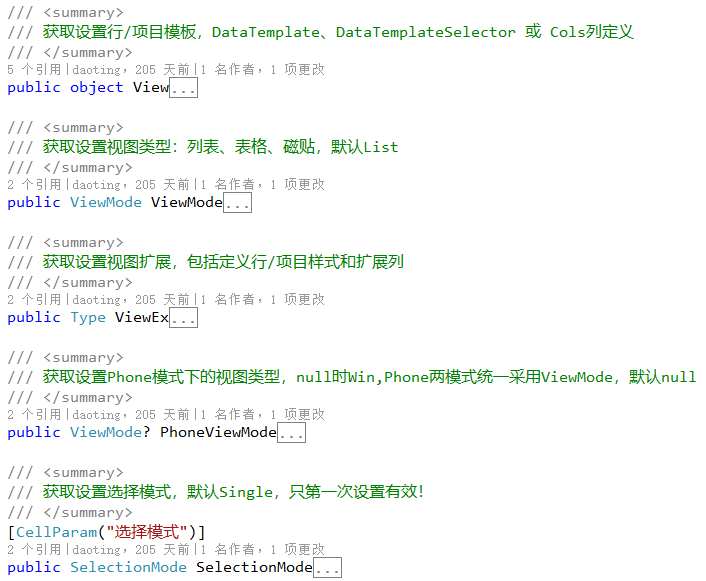 /// <summary>
/// 获取设置行/项目模板，DataTemplate、DataTemplateSelector 或 Cols列定义
/// </summary>
5 个引用|daoting，205 天前|1 名作者，1 项更改
public object View...
/// <summary>
/// 获取设置视图类型：列表、表格、磁贴，默认List
/// </summary>
2 个引用|daoting，205 天前|1 名作者，1 项更改
public ViewMode ViewMode...
/// <summary>
/// 获取设置视图扩展，包括定义行/项目样式和扩展列
/// </summary>
2 个引用|daoting，205 天前|1 名作者，1 项更改
public Type ViewEx...
/// <summary>
/// 获取设置Phone模式下的视图类型，null时Win,Phone两模式统一采用ViewMode，默认null
/// </summary>
2 个引用|daoting，205 天前|1 名作者，1 项更改
public ViewMode? PhoneViewMode...
/// <summary>
/// 获取设置选择模式，默认Single，只第一次设置有效！
/// </summary>
[CellParam("选择模式")]
2 个引用|daoting，205 天前|1 名作者，1 项更改
public SelectionMode SelectionMode...